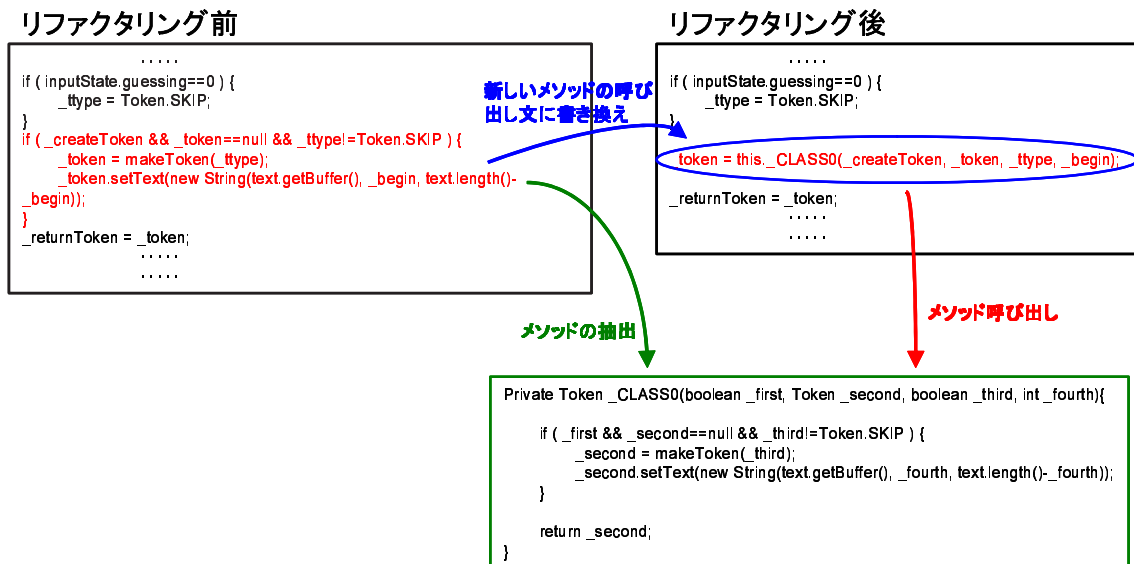 リファクタリング前
. . . . .
if ( inputState.guessing==0 ) {
_ttype = Token.SKIP;
}
if ( _createToken && _token==null && _ttype!=Token.SKIP ) {
_token = makeToken(_ttype);
_token.setText(new String(text.getBuffer(), _begin, text.length()-
_begin));
}
_returnToken = _token;
. . . . .
. . . . .
新しいメソッドの呼び
出し文に書き換え
リファクタリング後
. . . . .
if ( inputState.guessing==0 ) {
_ttype = Token.SKIP;
}
_token = this._CLASS0(_createToken, _token, _ttype, _begin);
_returnToken = _token;
. . . . .
. . . . .
メソッドの抽出
メソッド呼び出し
Private Token _CLASS0(boolean _first, Token _second, boolean _third, int _fourth){
if ( _first && _second==null && _third!=Token.SKIP ) {
_second = makeToken(_third);
_second.setText(new String(text.getBuffer(), _fourth, text.length()-_fourth));
}
return _second;
}